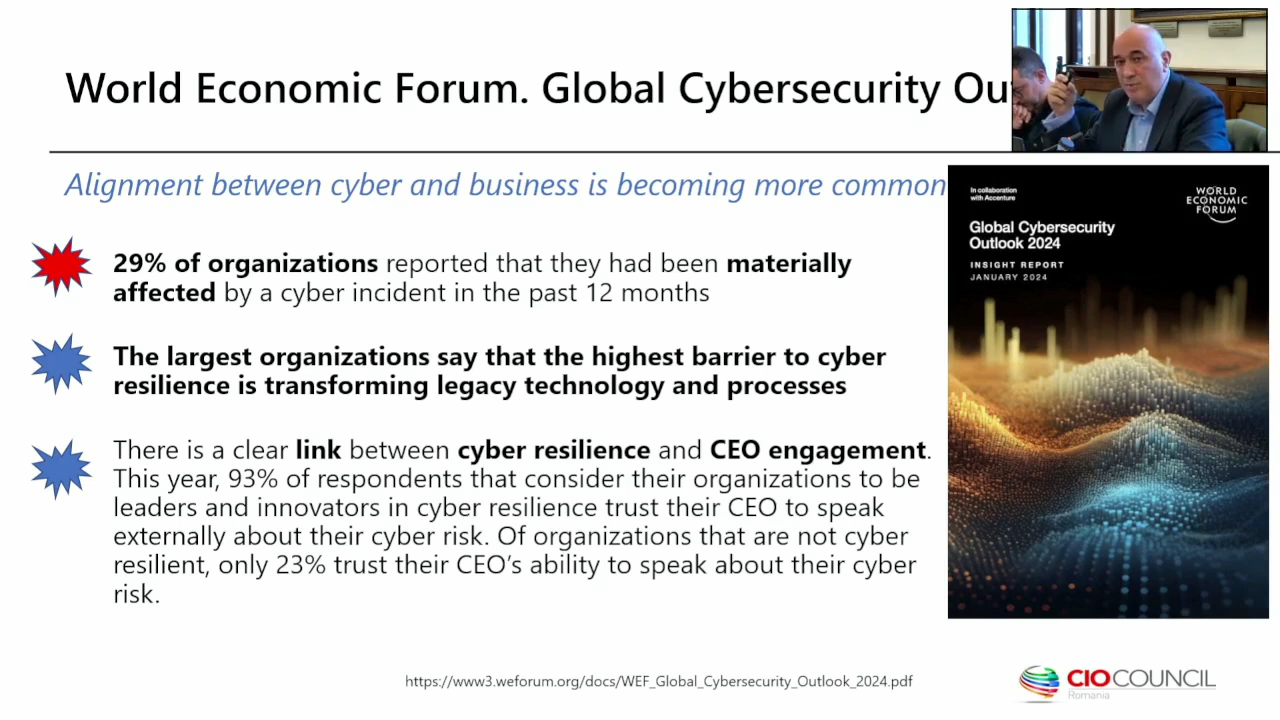 World Economic Forum. Global Cybersecurity Ou
Alignment between cyber and business is becoming more common
29% of organizations reported that they had been materially
affected by a cyber incident in the past 12 months
The largest organizations say that the highest barrier to cyber
resilience is transforming legacy technology and processes
There is a clear link between cyber resilience and CEO engagement.
This year, 93% of respondents that consider their organizations to be
leaders and innovators in cyber resilience trust their CEO to speak
externally about their cyber risk. Of organizations that are not cyber
resilient, only 23% trust their CEO’s ability to speak about their cyber
risk.
In collaboration
with Accenture
WORLD
ECONOMIC
FORUM
Global Cybersecurity
Outlook 2024
INSIGHT REPORT
JANUARY 2024
https://www3.weforum.org/docs/WEF_Global_Cybersecurity_Outlook_2024.pdf
CIO COUNCIL
Romania